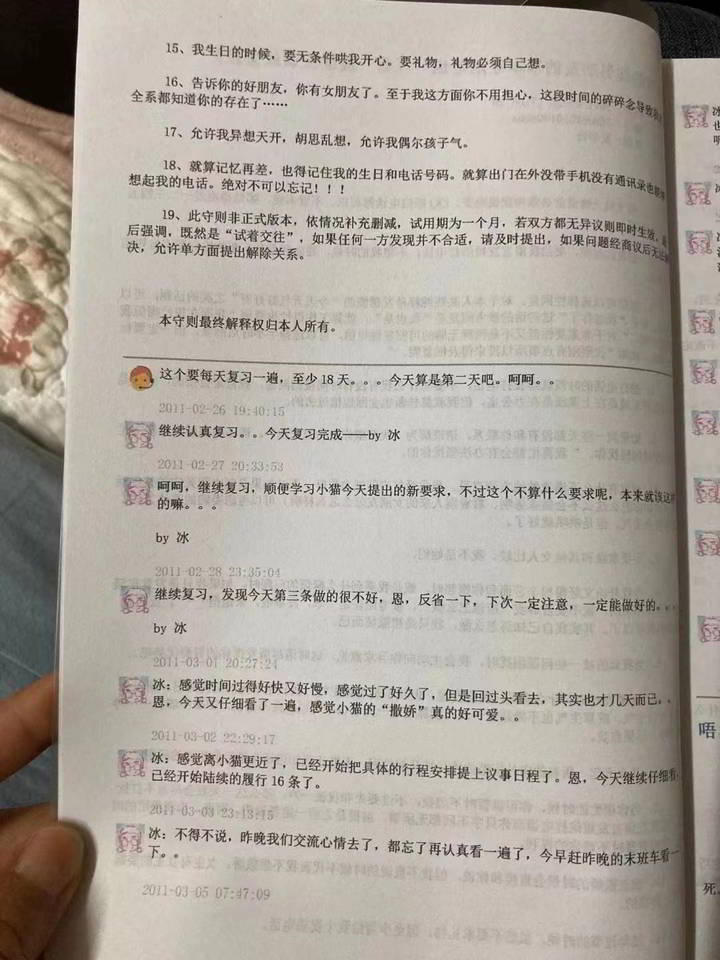 15、我生日的时候，要无条件哄我开心。要礼物，礼物必须自己想。
16、告诉你的好朋友，你有女朋友了。至于我这方面你不用担心，这段时间的碎碎念导致
全系都知道你的存在了……
17、允许我异想天开，胡思乱想，允许我偶尔孩子气。
18、就算记忆再差，也得记住我的生日和电话号码。就算出门在外没带手机没有通讯录也
想起我的电话。绝对不可以忘记！！！
19、此守则非正式版本，依情况补充删减，试用期为一个月，若双方都无异议则即时生效，
后强调，既然是“试着交往”，如果任何一方发现并不合适，请及时提出，如果问题经商议后无法
决，允许单方面提出解除关系。
本守则最终解释权归本人所有。
这个要每天复习一遍，至少 18 天。。。今天算是第二天吧。呵呵。。
2011-02-26 19:40:15
继续认真复习。。今天复习完成——by 冰
2011-02-27 20:33:53
呵呵，继续复习，顺便学习小猫今天提出的新要求，不过这个不算什么要求呢，本来就该这
的嘛。。。
by 冰
2011-02-28 23:35:04
继续复习，发现今天第三条做的很不好，恩，反省一下，下次一定注意，一定能做好的。。
by 冰
2011-03-01 20:27:24
冰：感觉时间过得好快又好慢，感觉过了好久了，但是回过头看去，其实也才几天而已。。
恩，今天又仔细看了一遍，感觉小猫的“撒娇”真的好可爱。。
2011-03-02 22:29:17
冰：感觉离小猫更近了，已经开始把具体的行程安排提上议事日程了。恩，今天继续仔细看
已经开始陆续的履行 16 条了。
2011-03-03 23:13:15
冰：不得不说，昨晚我们交流心情去了，都忘了再认真看一遍了，今早赶昨晚的末班车看一
下。。
2011-03-05 07:47:09
唔
死